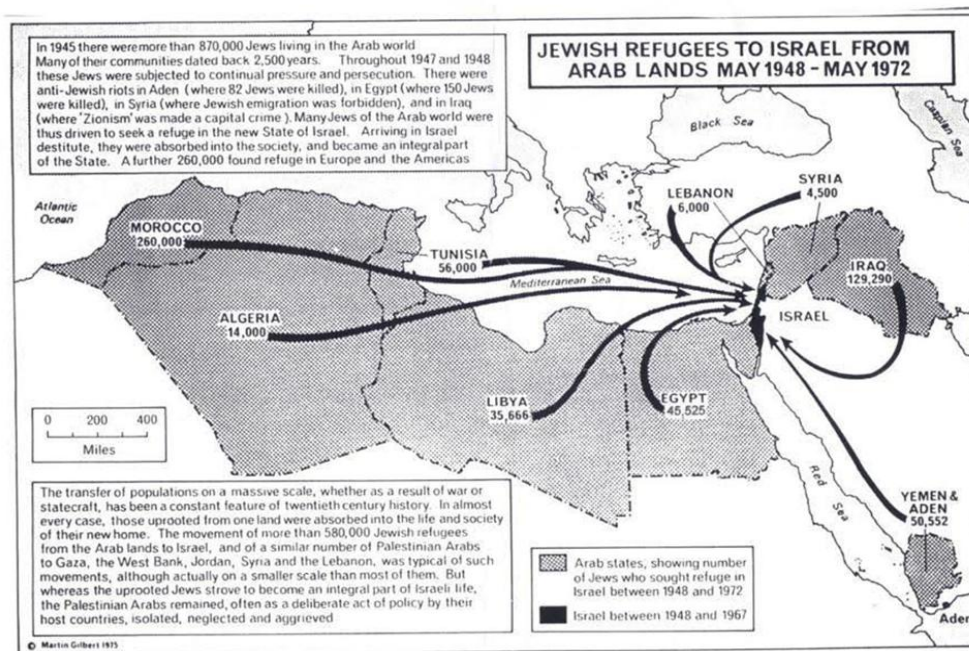 In 1945 there were more than 870,000 Jews living in the Arab world
Many of their communities dated back 2,500 years. Throughout 1947 and 1948
these Jews were subjected to continual pressure and persecution. There were
anti-Jewish riots in Aden (where 82 Jews were killed), in Egypt (where 150 Jews
were killed), in Syria (where Jewish emigration was forbidden), and in Iraq
(where 'Zionism' was made a capital crime). Many Jews of the Arab world were
thus driven to seek a refuge in the new State of Israel. Arriving in Israel
destitute, they were absorbed into the society, and became an integral part
of the State. A further 260,000 found refuge in Europe and the Americas
JEWISH REFUGEES TO ISRAEL FROM
ARAB LANDS MAY 1948 – MAY 1972
Black Sea
Caspian Sea
Atlantic
Ocean
MOROCCO
260,000
TUNISIA
56,000
Mediterranean Sea
LEBANON
6,000
SYRIA
4,500
IRAQ
129,290
ISRAEL
ALGERIA
14,000
LIBYA
35,666
EGYPT
45,525
0 200 400
Miles
Red
Sea
YEMEN
& ADEN
50,552
Aden
The transfer of populations on a massive scale, whether as a result of war or
statecraft, has been a constant feature of twentieth century history. In almost
every case, those uprooted from one land were absorbed into the life and society
of their new home. The movement of more than 580,000 Jewish refugees
from the Arab lands to Israel, and of a similar number of Palestinian Arabs
to Gaza, the West Bank, Jordan, Syria and the Lebanon, was typical of such
movements, although actually on a smaller scale than most of them. But
whereas the uprooted Jews strove to become an integral part of Israeli life,
the Palestinian Arabs remained, often as a deliberate act of policy by their
host countries, isolated, neglected and aggrieved
Arab states, showing number
of Jews who sought refuge in
Israel between 1948 and 1972
Israel between 1948 and 1967
© Martin Gilbert 1975